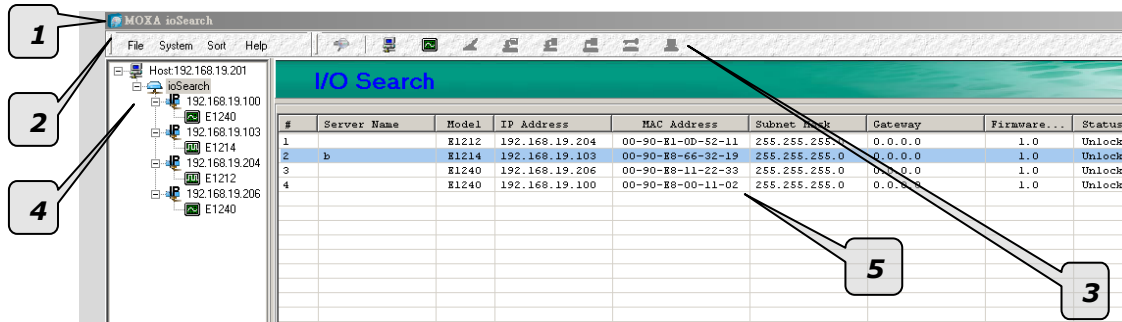 MOXA ioSearch
File System Sort Help
Host:192.168.19.201
ioSearch
192.168.19.100
E1240
192.168.19.103
E1214
192.168.19.204
E1212
192.168.19.206
E1240
I/O Search
# Server Name Model IP Address MAC Address Subnet Mask Gateway Firmware... Status
1 E1212 192.168.19.204 00-90-E1-0D-52-11 255.255.255.0 0.0.0.0 1.0 Unlock
2 b E1214 192.168.19.103 00-90-E8-66-32-19 255.255.255.0 0.0.0.0 1.0 Unlock
3 E1240 192.168.19.206 00-90-E8-11-22-33 255.255.255.0 0.0.0.0 1.0 Unlock
4 E1240 192.168.19.100 00-90-E8-00-11-02 255.255.255.0 0.0.0.0 1.0 Unlock
1
2
4
5
3